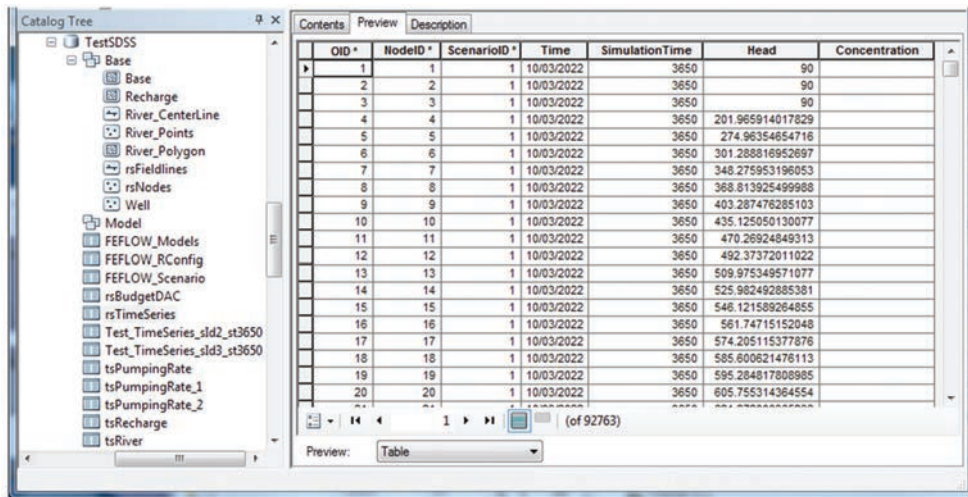 Catalog Tree
TestSDSS
Base
Base
Recharge
River_CenterLine
River_Points
River_Polygon
rsFieldlines
rsNodes
Well
Model
FEFLOW_Models
FEFLOW_RConfig
FEFLOW_Scenario
rsBudgetDAC
rsTimeSeries
Test_TimeSeries_sId2_st3650
Test_TimeSeries_sId3_st3650
tsPumpingRate
tsPumpingRate_1
tsPumpingRate_2
tsRecharge
tsRiver
Contents Preview Description
OID * NodeID * ScenarioID * Time SimulationTime Head Concentration
1 1 1 10/03/2022 3650 90
2 2 1 10/03/2022 3650 90
3 3 1 10/03/2022 3650 90
4 4 1 10/03/2022 3650 201.965914017829
5 5 1 10/03/2022 3650 274.96354654716
6 6 1 10/03/2022 3650 301.288816952697
7 7 1 10/03/2022 3650 348.275953196053
8 8 1 10/03/2022 3650 368.813925499988
9 9 1 10/03/2022 3650 403.287476285103
10 10 1 10/03/2022 3650 435.125050130077
11 11 1 10/03/2022 3650 470.26924849313
12 12 1 10/03/2022 3650 492.37372011022
13 13 1 10/03/2022 3650 509.975349571077
14 14 1 10/03/2022 3650 525.982492885381
15 15 1 10/03/2022 3650 546.121589264855
16 16 1 10/03/2022 3650 561.74715152048
17 17 1 10/03/2022 3650 574.205115377876
18 18 1 10/03/2022 3650 585.600621476113
19 19 1 10/03/2022 3650 595.284817808985
20 20 1 10/03/2022 3650 605.755314364554
1 (of 92763)
Preview: Table